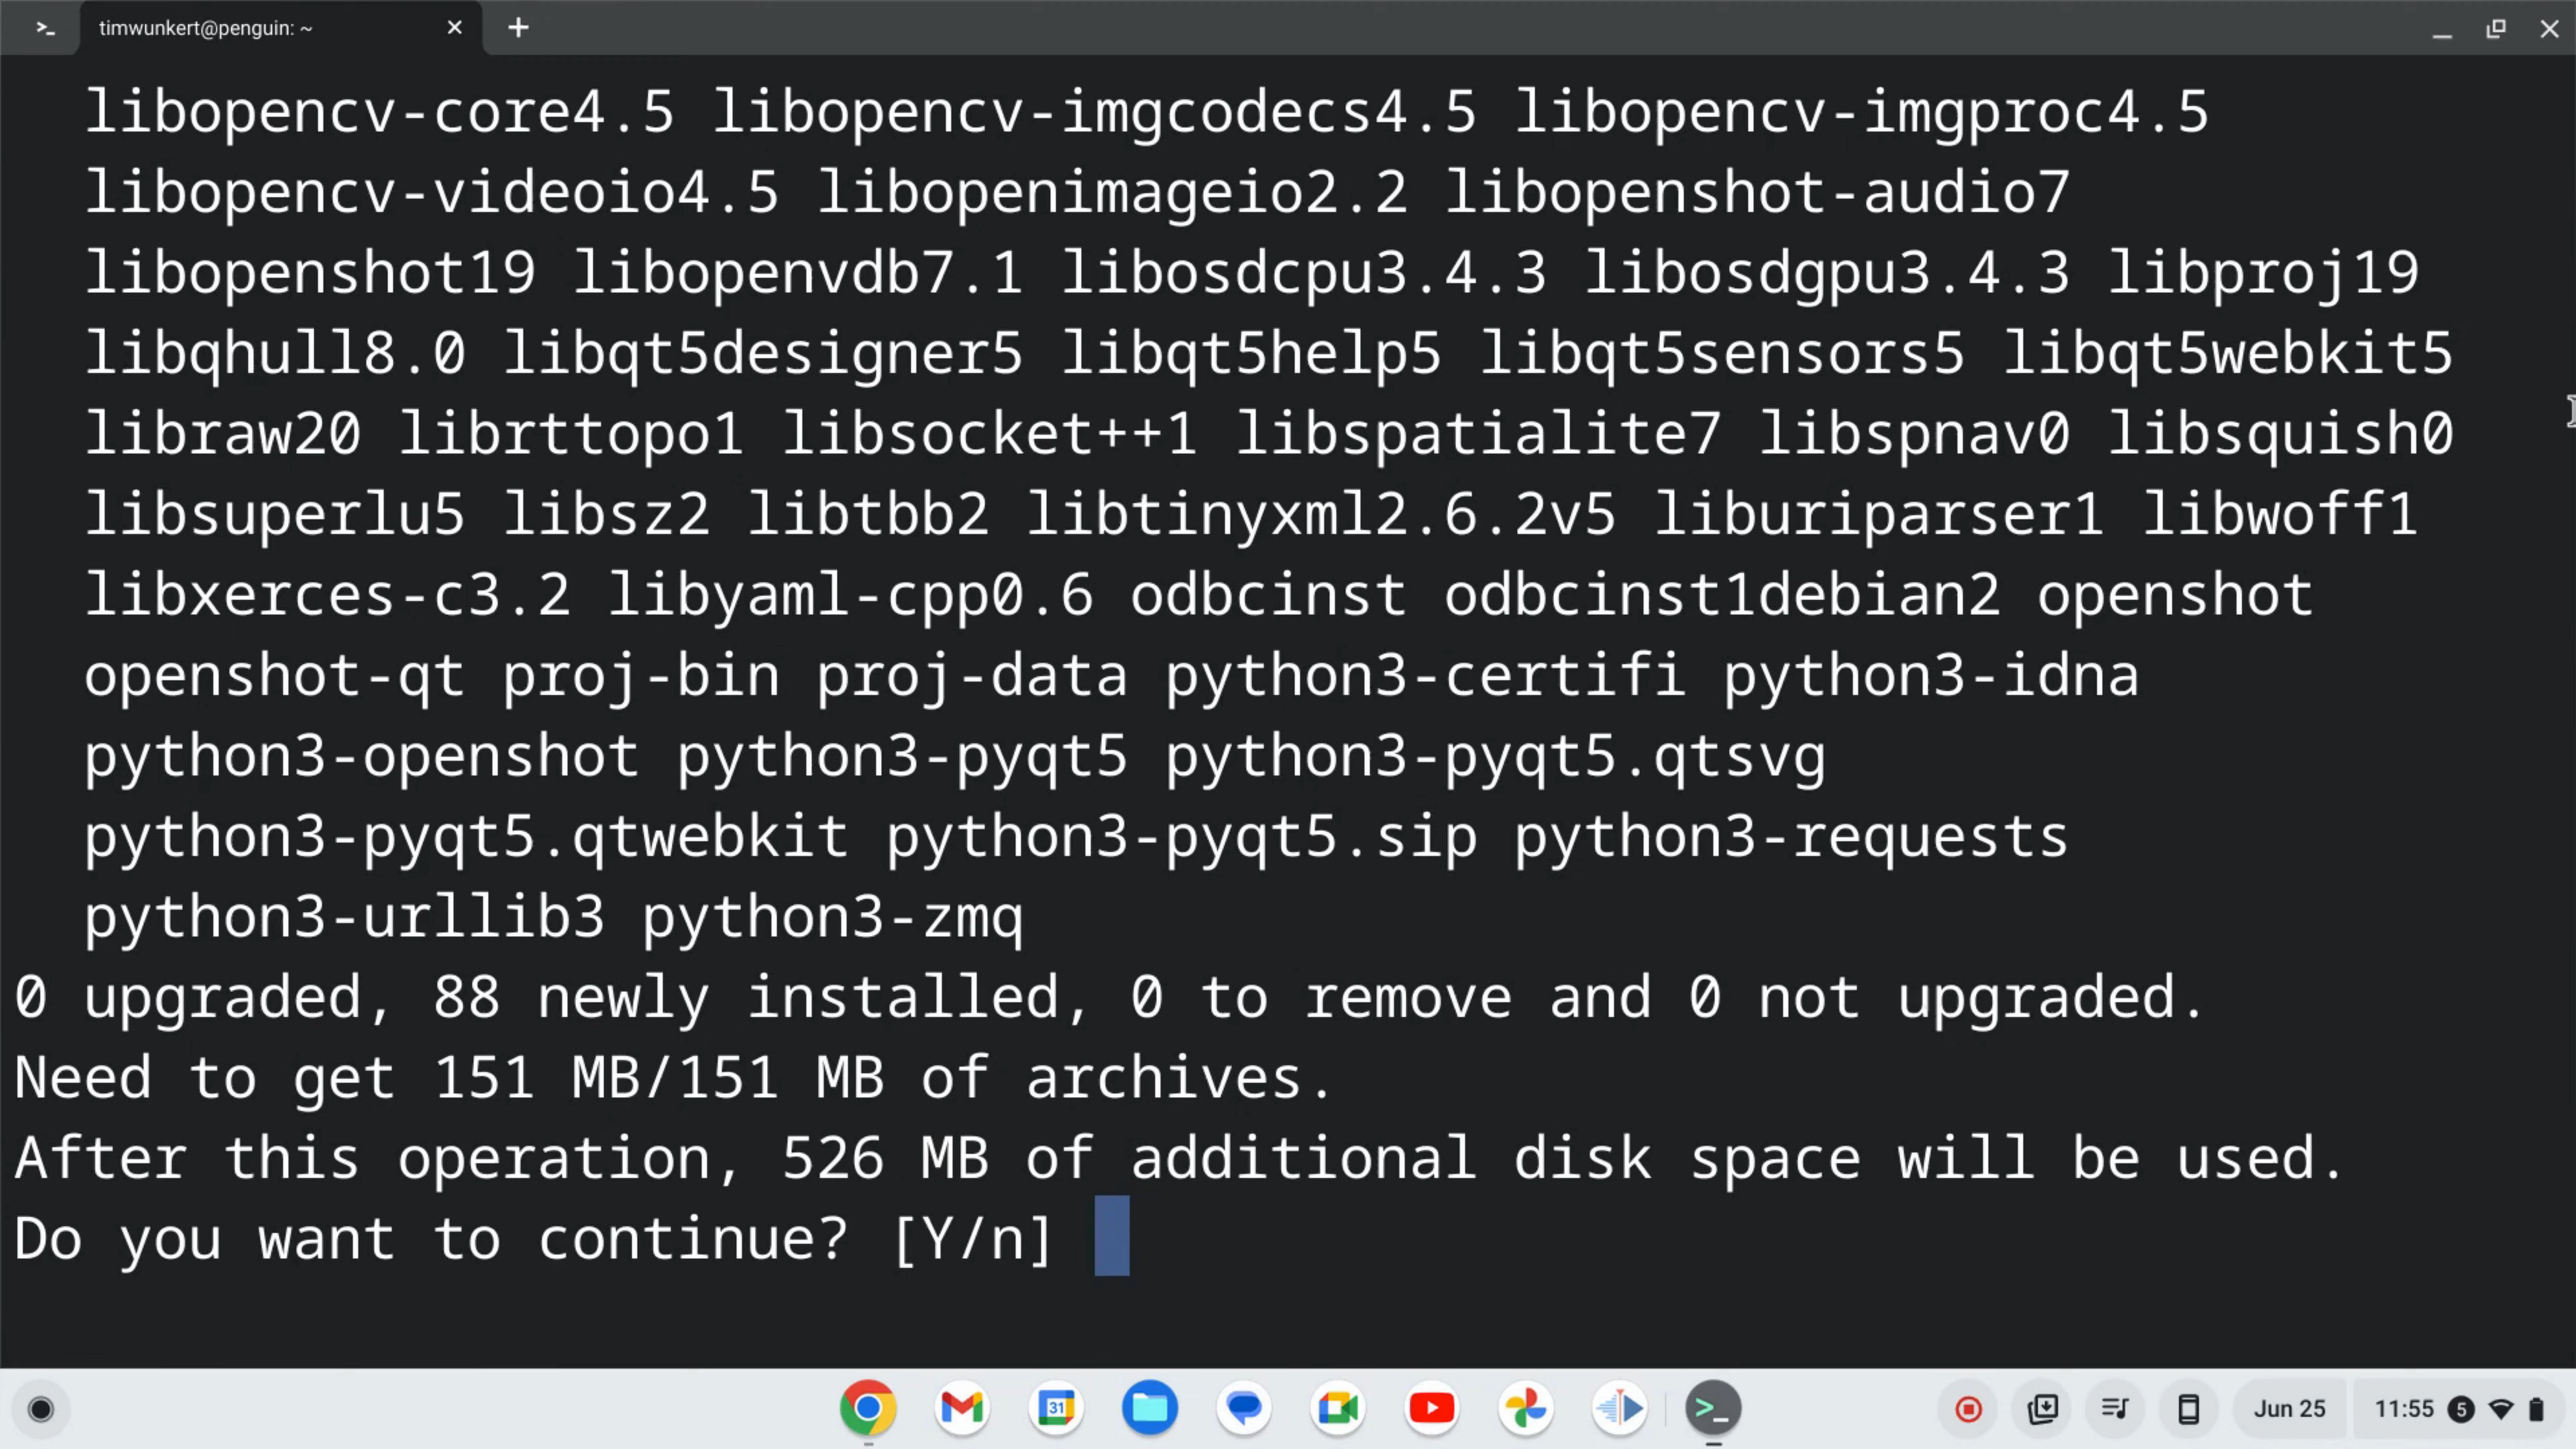 >_ timwunkert@penguin: ~
libopencv-core4.5 libopencv-imgcodecs4.5 libopencv-imgproc4.5
libopencv-videoio4.5 libopenimageio2.2 libopenshot-audio7
libopenshot19 libopenvdb7.1 libosdcpu3.4.3 libosdgpu3.4.3 libproj19
libqhull8.0 libqt5designer5 libqt5help5 libqt5sensors5 libqt5webkit5
libraw20 librttopo1 libsocket++1 libspatialite7 libspnav0 libsquish0
libsuperlu5 libsz2 libtbb2 libtinyxml2.6.2v5 liburiparser1 libwoff1
libxerces-c3.2 libyaml-cpp0.6 odbcinst odbcinst1debian2 openshot
openshot-qt proj-bin proj-data python3-certifi python3-idna
python3-openshot python3-pyqt5 python3-pyqt5.qtsvg
python3-pyqt5.qtwebkit python3-pyqt5.sip python3-requests
python3-urllib3 python3-zmq
0 upgraded, 88 newly installed, 0 to remove and 0 not upgraded.
Need to get 151 MB/151 MB of archives.
After this operation, 526 MB of additional disk space will be used.
Do you want to continue? [Y/n]
31 >_ Jun 25 11:55 5